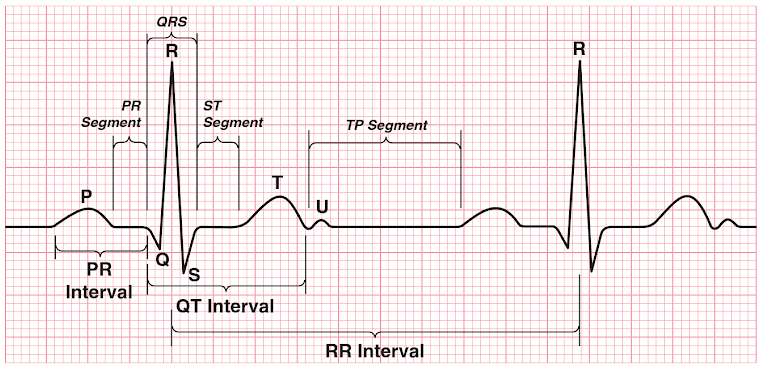 QRS
R
R
PR
Segment
ST
Segment
TP Segment
P
T
U
Q
S
PR
Interval
QT Interval
RR Interval